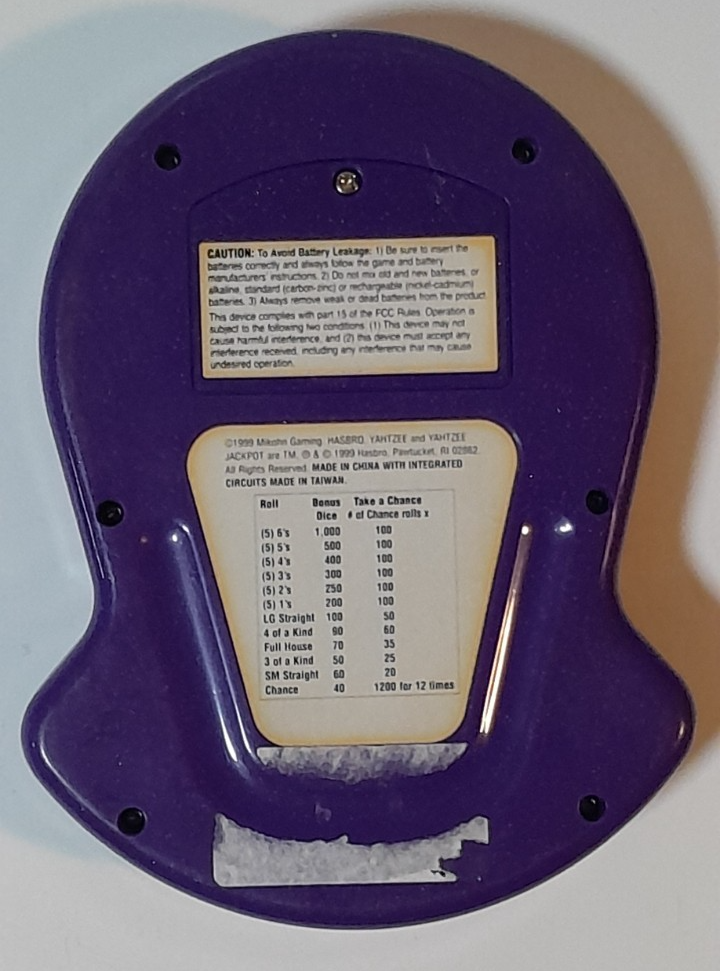 CAUTION: To Avoid Battery Leakage: 1) Be sure to insert the
batteries correctly and always follow the game and battery
manufacturers' instructions. 2) Do not mix old and new batteries, or
alkaline, standard (carbon-zinc) or rechargeable (nickel-cadmium)
batteries. 3) Always remove weak or dead batteries from the product.
This device complies with part 15 of the FCC Rules. Operation is
subject to the following two conditions: (1) This device may not
cause harmful interference, and (2) this device must accept any
interference received, including any interference that may cause
undesired operation.
©1999 Mikohn Gaming. HASBRO, YAHTZEE and YAHTZEE
JACKPOT are TM, ® & © 1999 Hasbro, Pawtucket, RI 02862.
All Rights Reserved. MADE IN CHINA WITH INTEGRATED
CIRCUITS MADE IN TAIWAN.
Roll Bonus Take a Chance
Dice # of Chance rolls x
(5) 6's 1,000 100
(5) 5's 500 100
(5) 4's 400 100
(5) 3's 300 100
(5) 2's 250 100
(5) 1's 200 100
LG Straight 100 50
4 of a Kind 90 60
Full House 70 35
3 of a Kind 50 25
SM Straight 60 20
Chance 40 1200 for 12 times